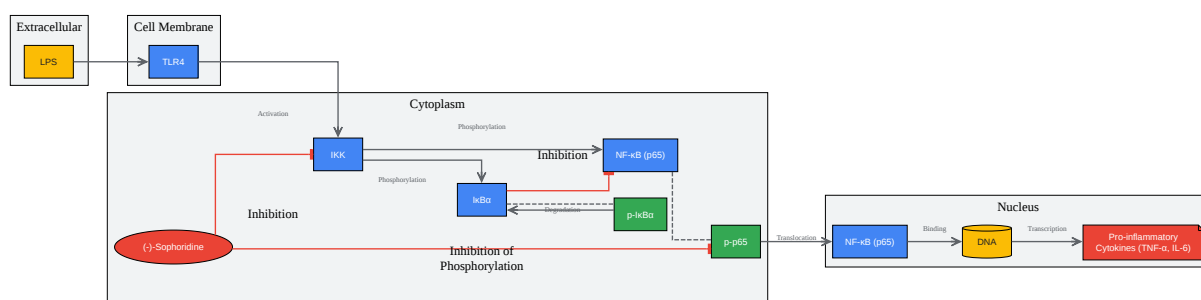 Extracellular
Cell Membrane
LPS
TLR4
Cytoplasm
Activation
Phosphorylation
IKK
Inhibition
NF-κB (p65)
Phosphorylation
IκBα
Degradation
p-IκBα
Inhibition
(-)-Sophoridine
Inhibition of
Phosphorylation
p-p65
Translocation
Nucleus
NF-κB (p65)
Binding
DNA
Transcription
Pro-inflammatory
Cytokines (TNF-α, IL-6)